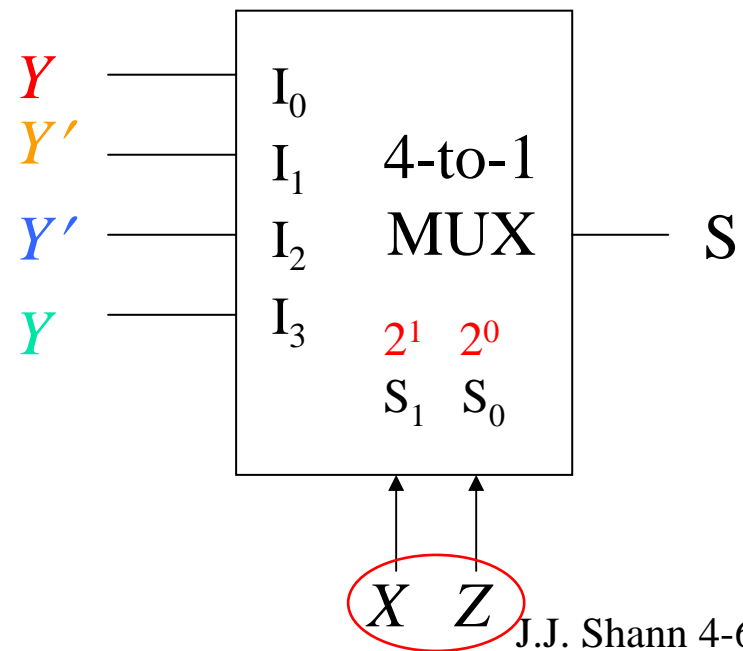 Y I₀
Y′ I₁ 4-to-1
Y′ I₂ MUX S
Y I₃
2¹ 2⁰
S₁ S₀
X Z
J.J. Shann 4-6